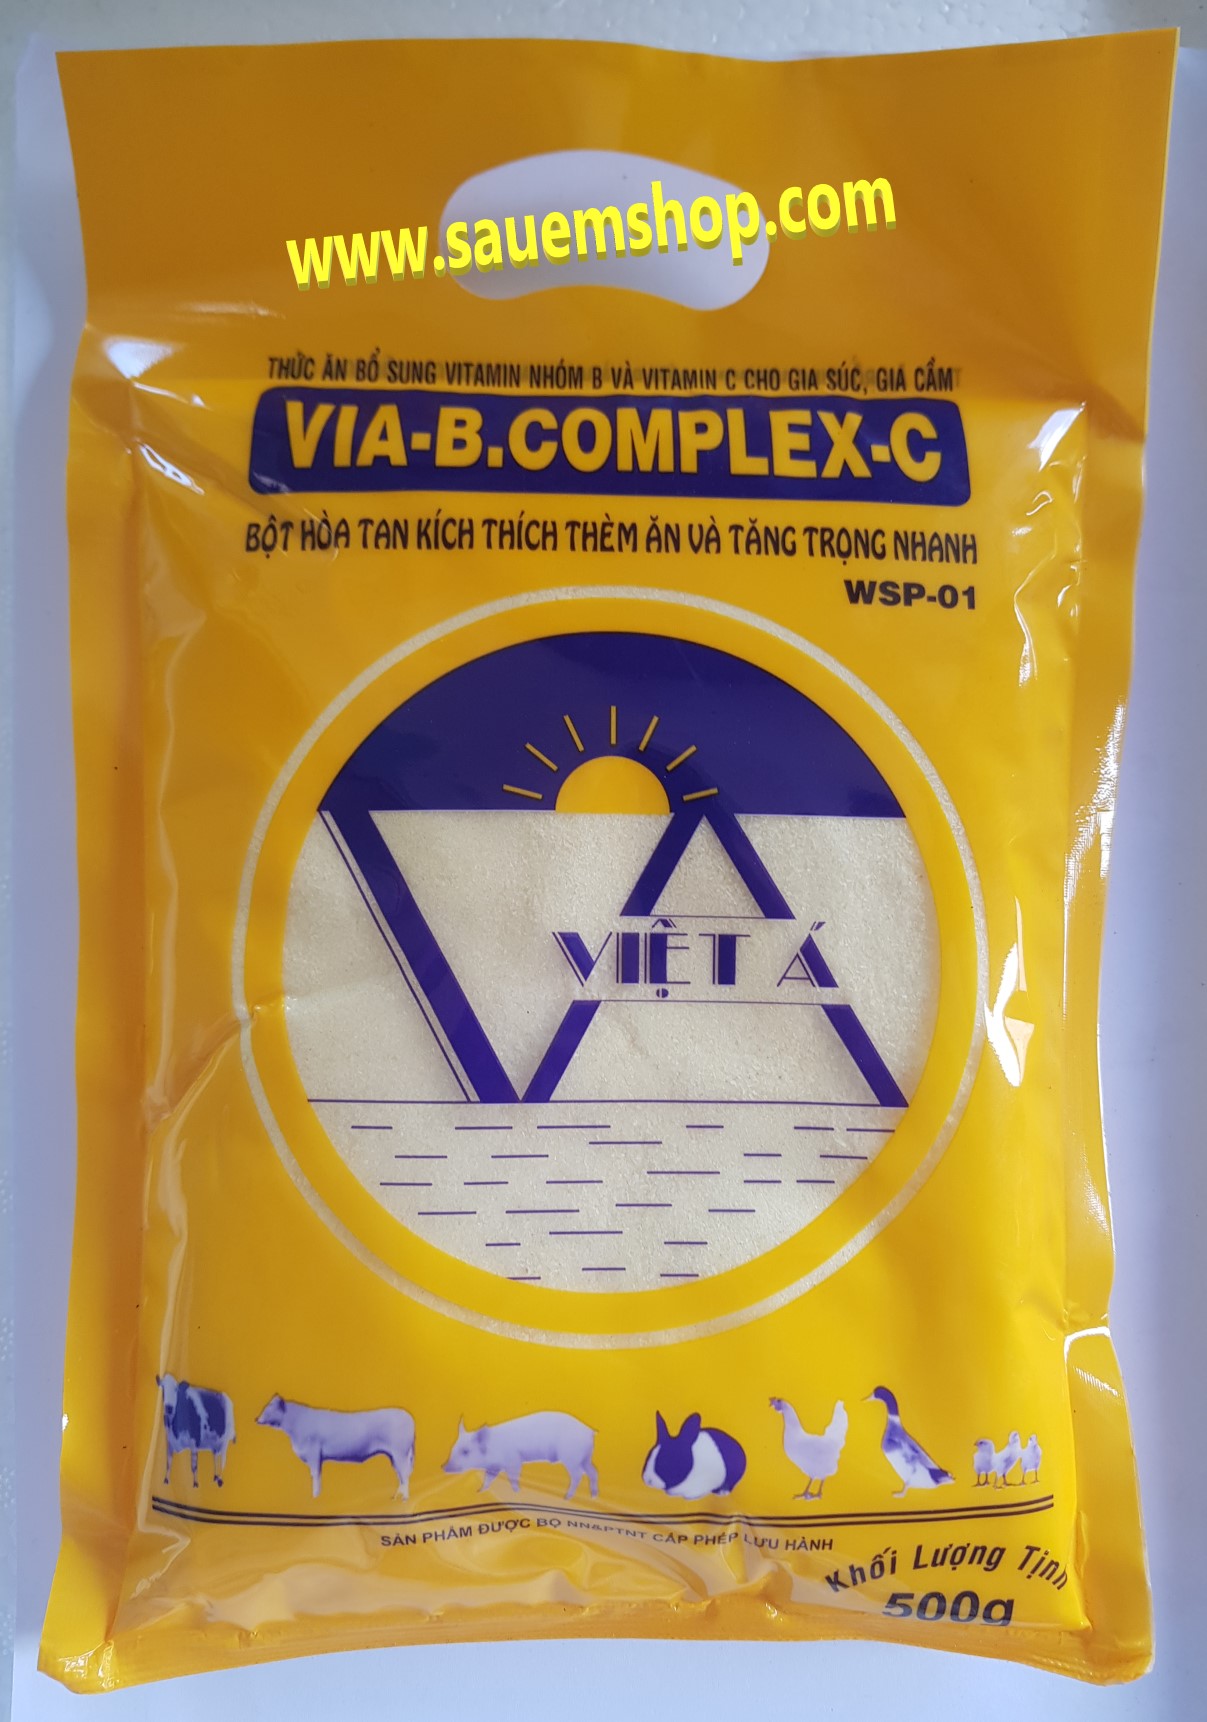 www.sauemshop.com
THỨC ĂN BỔ SUNG VITAMIN NHÓM B VÀ VITAMIN C CHO GIA SÚC, GIA CẦM
VIA-B.COMPLEX-C
BỘT HÒA TAN KÍCH THÍCH THÈM ĂN VÀ TĂNG TRỌNG NHANH
WSP-01
VIỆT Á
SẢN PHẨM ĐƯỢC BỘ NN&PTNT CẤP PHÉP LƯU HÀNH
Khối Lượng Tịnh
500g